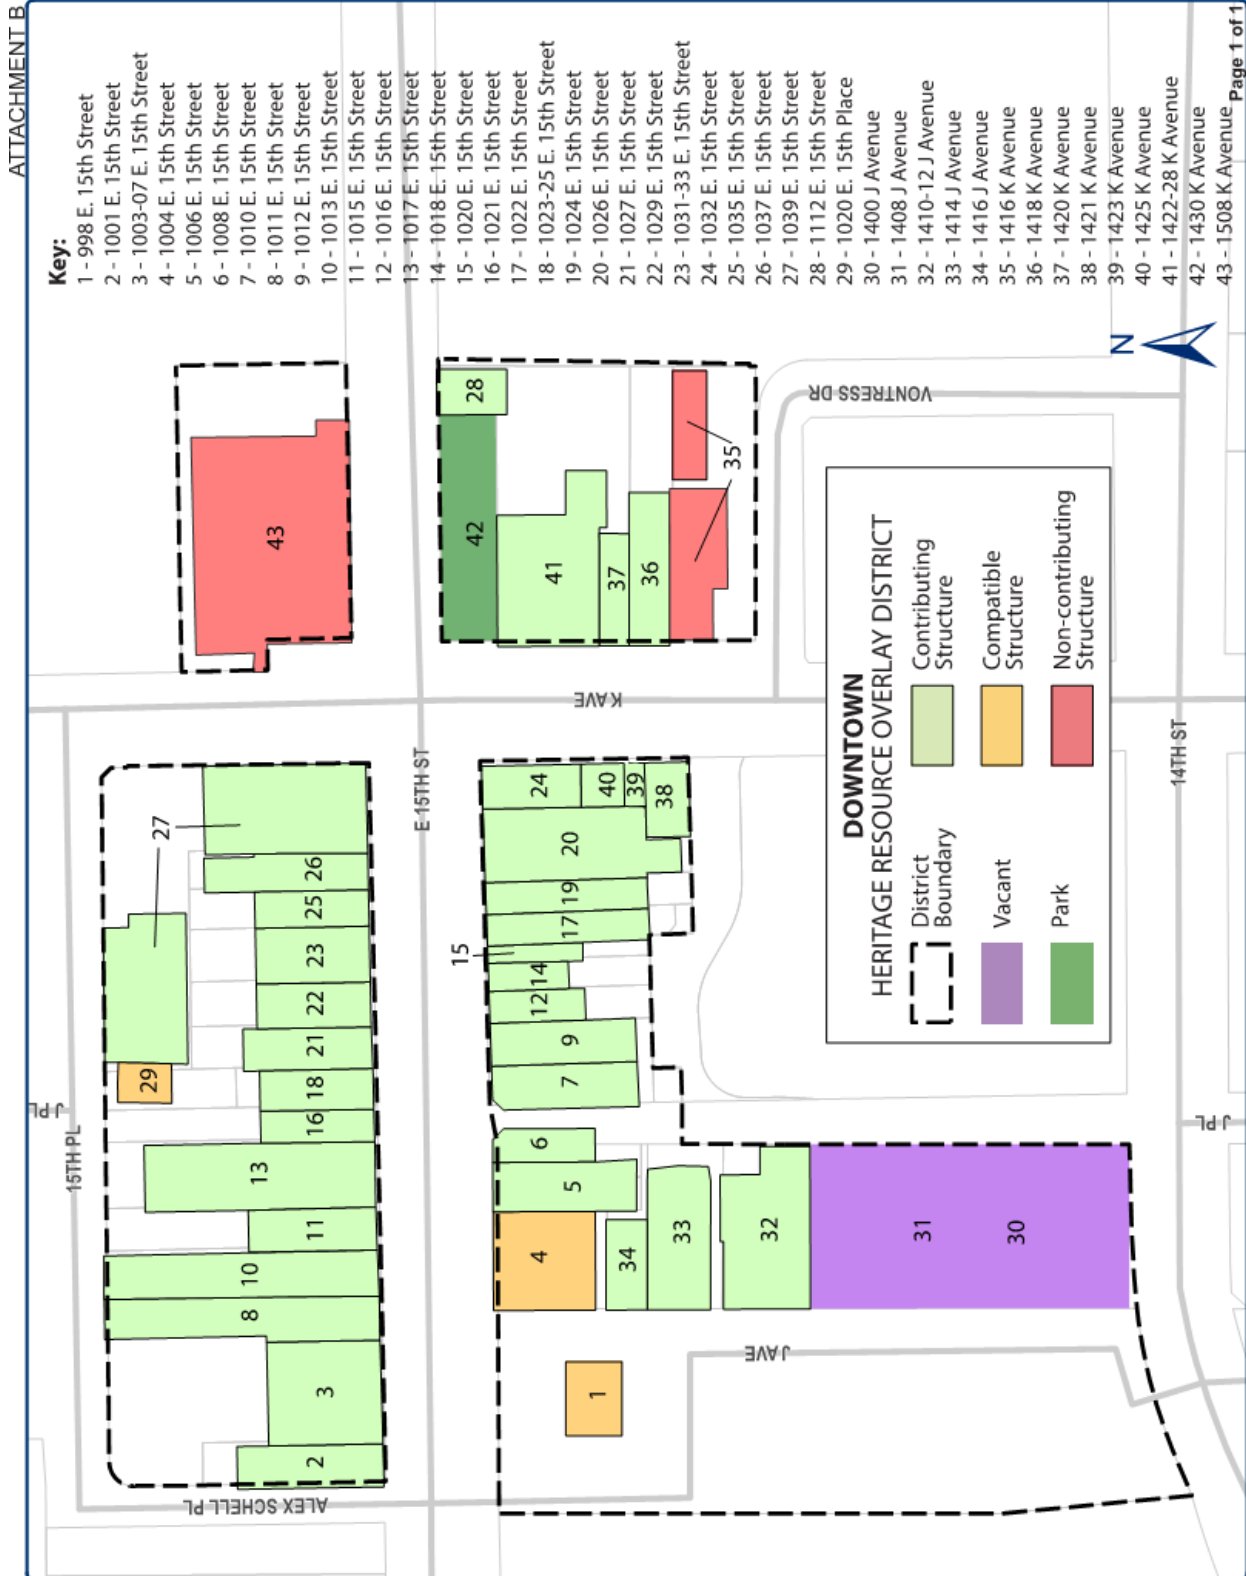 ATTACHMENT B
Key:
1 - 998 E. 15th Street
2 - 1001 E. 15th Street
3 - 1003-07 E. 15th Street
4 - 1004 E. 15th Street
5 - 1006 E. 15th Street
6 - 1008 E. 15th Street
7 - 1010 E. 15th Street
8 - 1011 E. 15th Street
9 - 1012 E. 15th Street
10 - 1013 E. 15th Street
11 - 1015 E. 15th Street
12 - 1016 E. 15th Street
13 - 1017 E. 15th Street
14 - 1018 E. 15th Street
15 - 1020 E. 15th Street
16 - 1021 E. 15th Street
17 - 1022 E. 15th Street
18 - 1023-25 E. 15th Street
19 - 1024 E. 15th Street
20 - 1026 E. 15th Street
21 - 1027 E. 15th Street
22 - 1029 E. 15th Street
23 - 1031-33 E. 15th Street
24 - 1032 E. 15th Street
25 - 1035 E. 15th Street
26 - 1037 E. 15th Street
27 - 1039 E. 15th Street
28 - 1112 E. 15th Street
29 - 1020 E. 15th Place
30 - 1400 J Avenue
31 - 1408 J Avenue
32 - 1410-12 J Avenue
33 - 1414 J Avenue
34 - 1416 J Avenue
35 - 1416 K Avenue
36 - 1418 K Avenue
37 - 1420 K Avenue
38 - 1421 K Avenue
39 - 1423 K Avenue
40 - 1425 K Avenue
41 - 1422-28 K Avenue
42 - 1430 K Avenue
43 - 1508 K Avenue
Page 1 of 1
N
J PL
15TH PL
ALEX SCHELL PL
E 15TH ST
K AVE
J AVE
VONTRESS DR
14TH ST
J PL
2
3
8
10
11
13
16
18
21
22
23
25
26
27
29
43
1
4
5
6
7
9
12
14
15
17
19
20
24
40
39
38
34
33
32
31
30
42
28
41
37
36
35
DOWNTOWN
HERITAGE RESOURCE OVERLAY DISTRICT
District
Boundary
Vacant
Park
Contributing
Structure
Compatible
Structure
Non-contributing
Structure